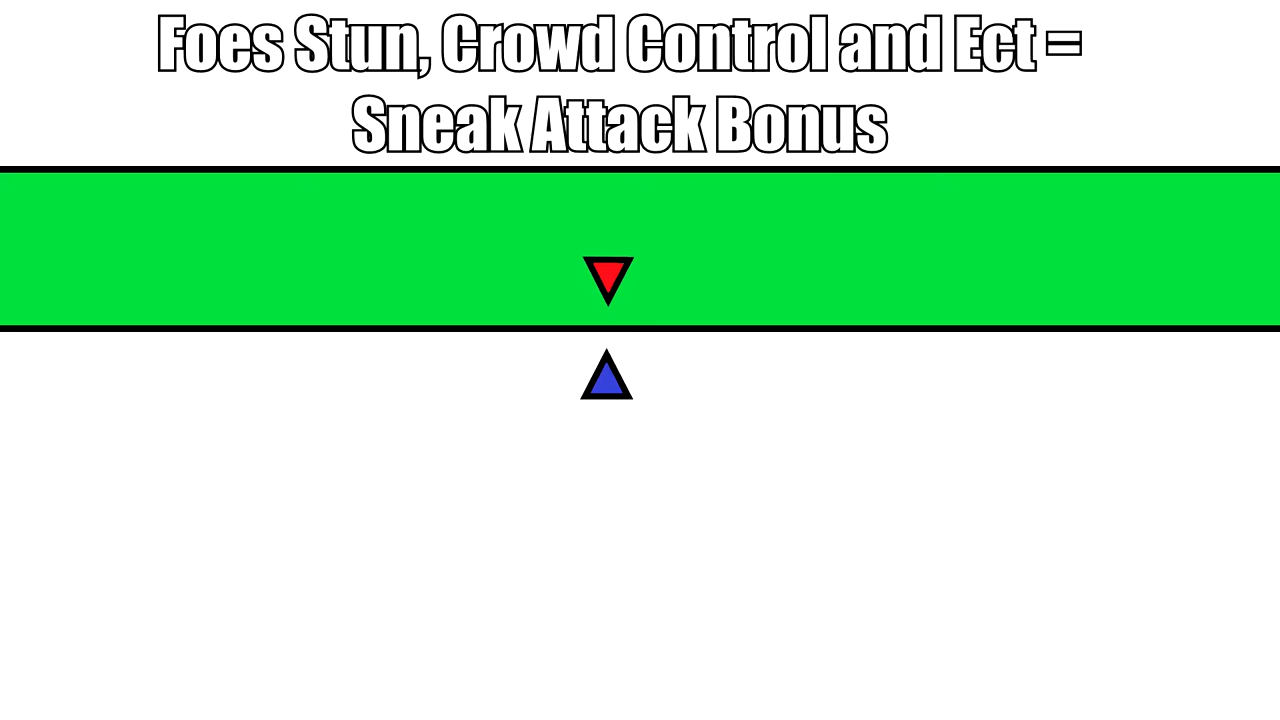 Foes Stun, Crowd Control and Ect =
Sneak Attack Bonus